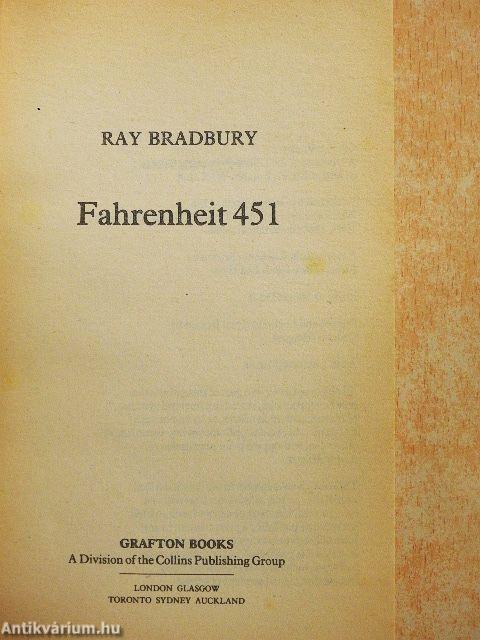 RAY BRADBURY
Fahrenheit 451
GRAFTON BOOKS
A Division of the Collins Publishing Group
LONDON GLASGOW
TORONTO SYDNEY AUCKLAND
Antikvárium.hu